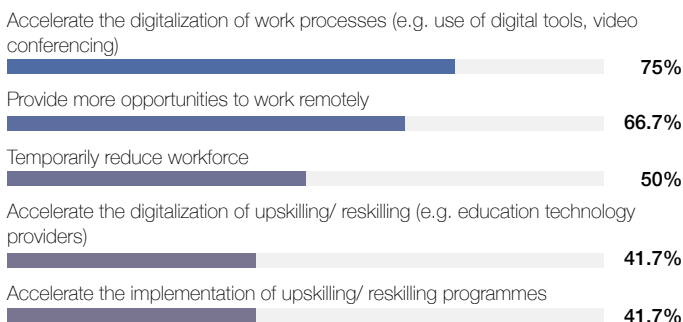 Accelerate the digitalization of work processes (e.g. use of digital tools, video
conferencing)
75%
Provide more opportunities to work remotely
66.7%
Temporarily reduce workforce
50%
Accelerate the digitalization of upskilling/ reskilling (e.g. education technology
providers)
41.7%
Accelerate the implementation of upskilling/ reskilling programmes
41.7%